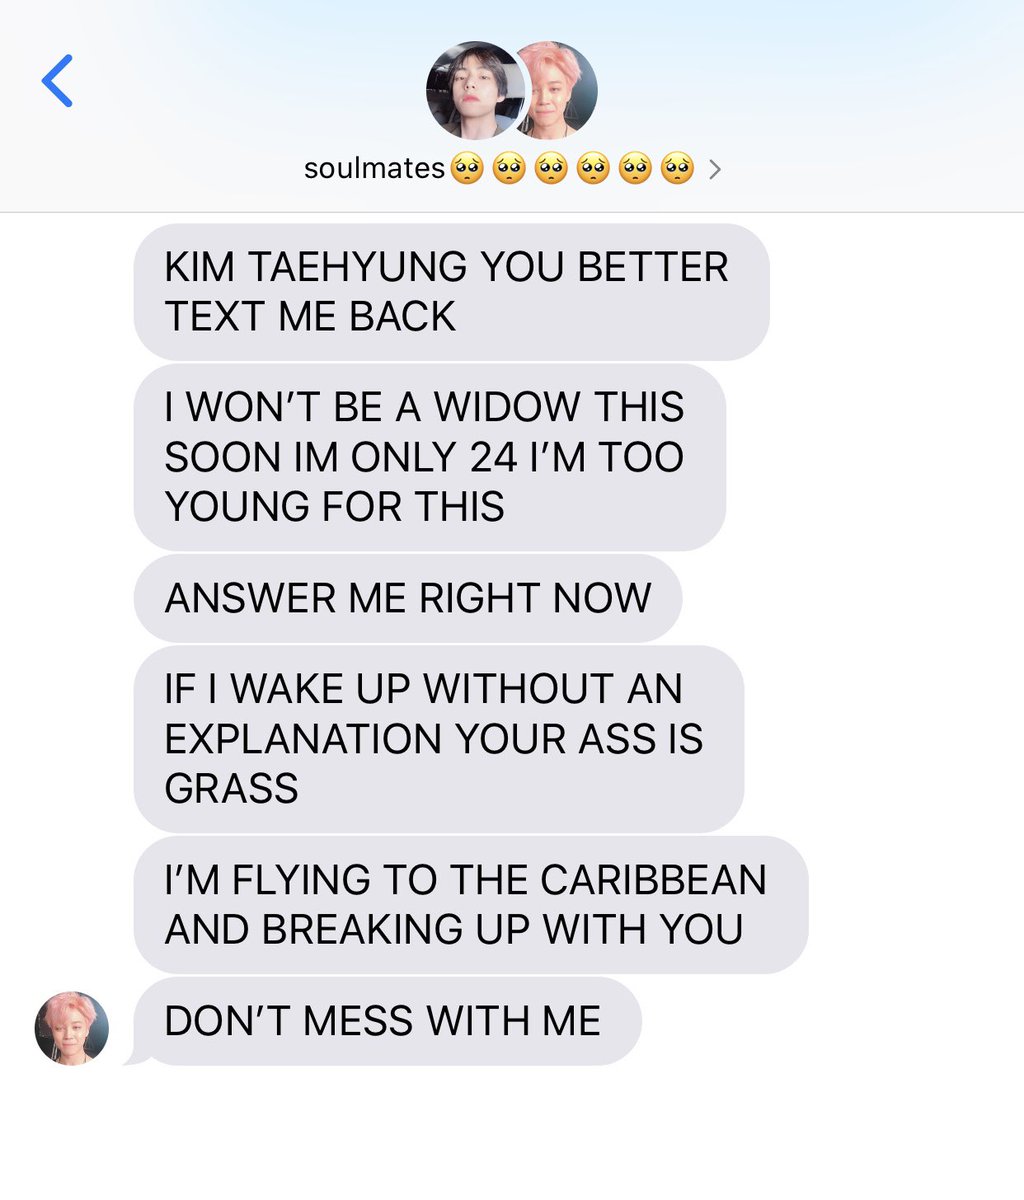 soulmates🥺🥺🥺🥺🥺🥺
KIM TAEHYUNG YOU BETTER
TEXT ME BACK
I WON’T BE A WIDOW THIS
SOON IM ONLY 24 I’M TOO
YOUNG FOR THIS
ANSWER ME RIGHT NOW
IF I WAKE UP WITHOUT AN
EXPLANATION YOUR ASS IS
GRASS
I’M FLYING TO THE CARIBBEAN
AND BREAKING UP WITH YOU
DON’T MESS WITH ME